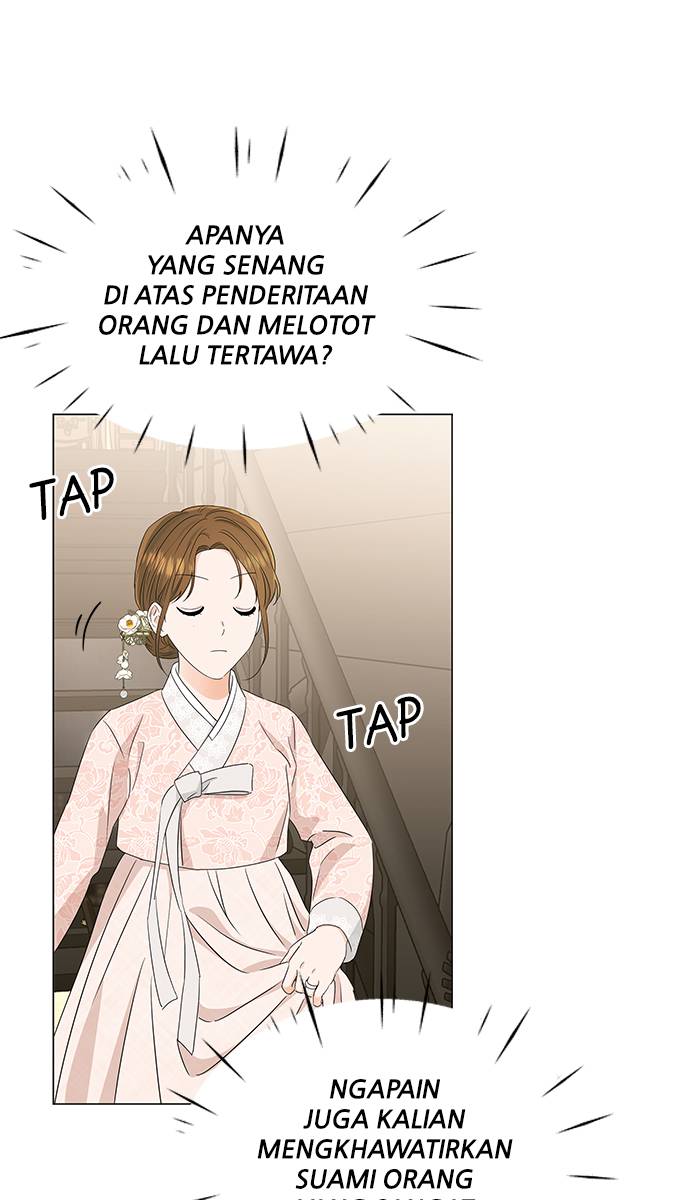 APANYA
YANG SENANG
DI ATAS PENDERITAAN
ORANG DAN MELOTOT
LALU TERTAWA?
TAP
TAP
NGAPAIN
JUGA KALIAN
MENGKHAWATIRKAN
SUAMI ORANG